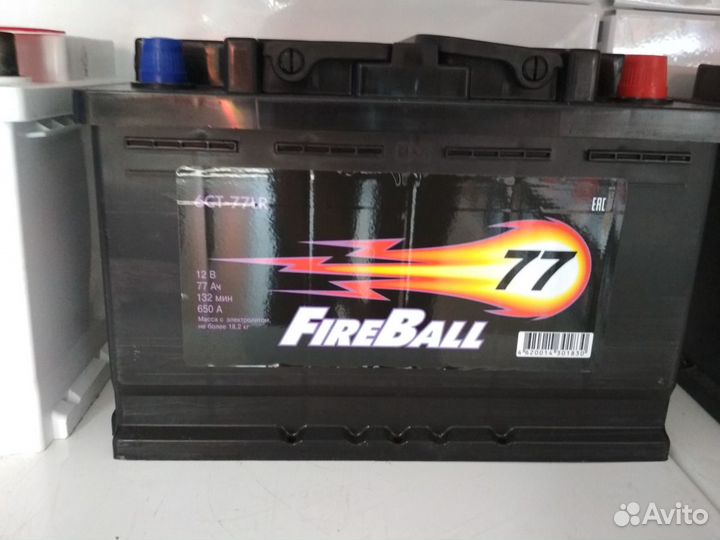 6СТ-77LR
EAC
77
12 В
77 Ач
132 мин
650 А
Масса с электролитом,
не более 18,2 кг
FIREBALL
4620014301830
Avito